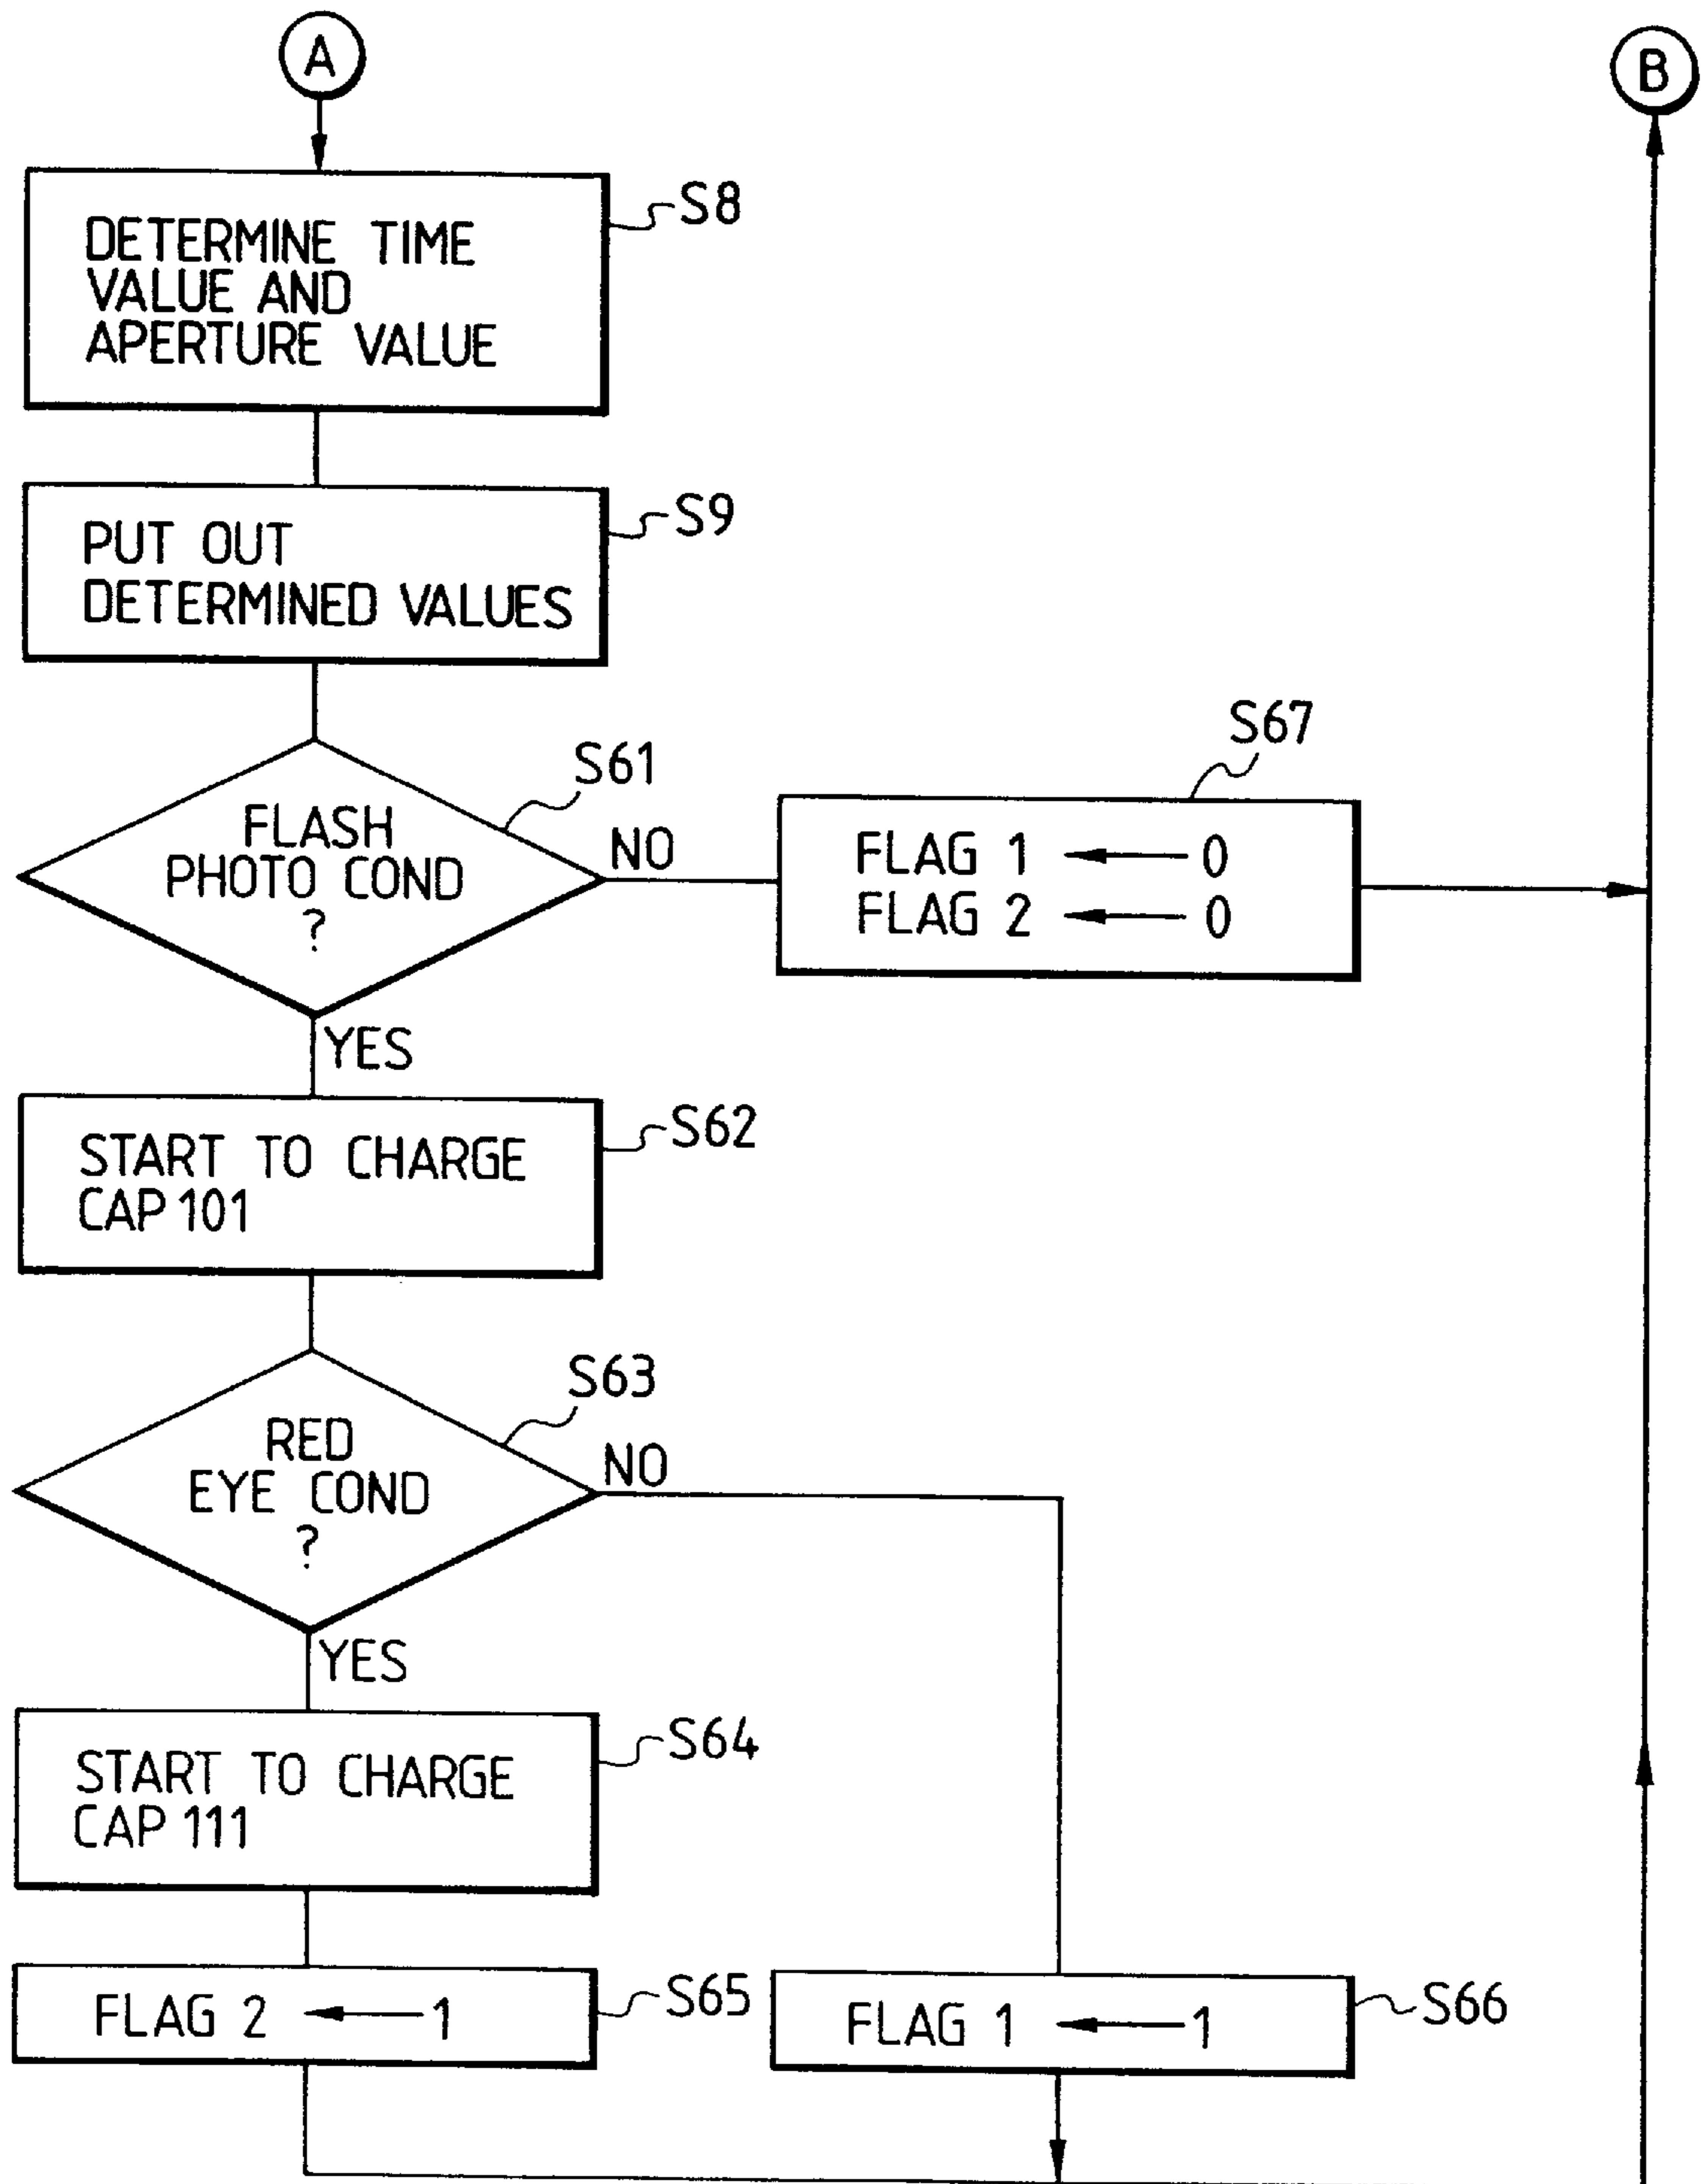 A
B
DETERMINE TIME
VALUE AND
APERTURE VALUE
S8
PUT OUT
DETERMINED VALUES
S9
FLASH
PHOTO COND
?
S61
NO
YES
FLAG 1 ← 0
FLAG 2 ← 0
S67
START TO CHARGE
CAP 101
S62
RED
EYE COND
?
S63
NO
YES
START TO CHARGE
CAP 111
S64
FLAG 2 ← 1
S65
FLAG 1 ← 1
S66